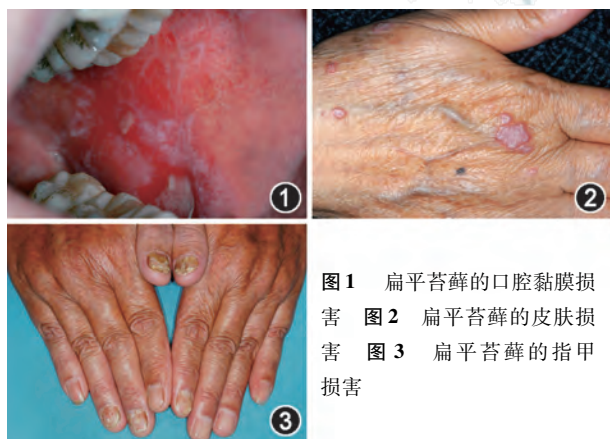 1
2
3
图1 扁平苔藓的口腔黏膜损
害 图2 扁平苔藓的皮肤损
害 图3 扁平苔藓的指甲
损害